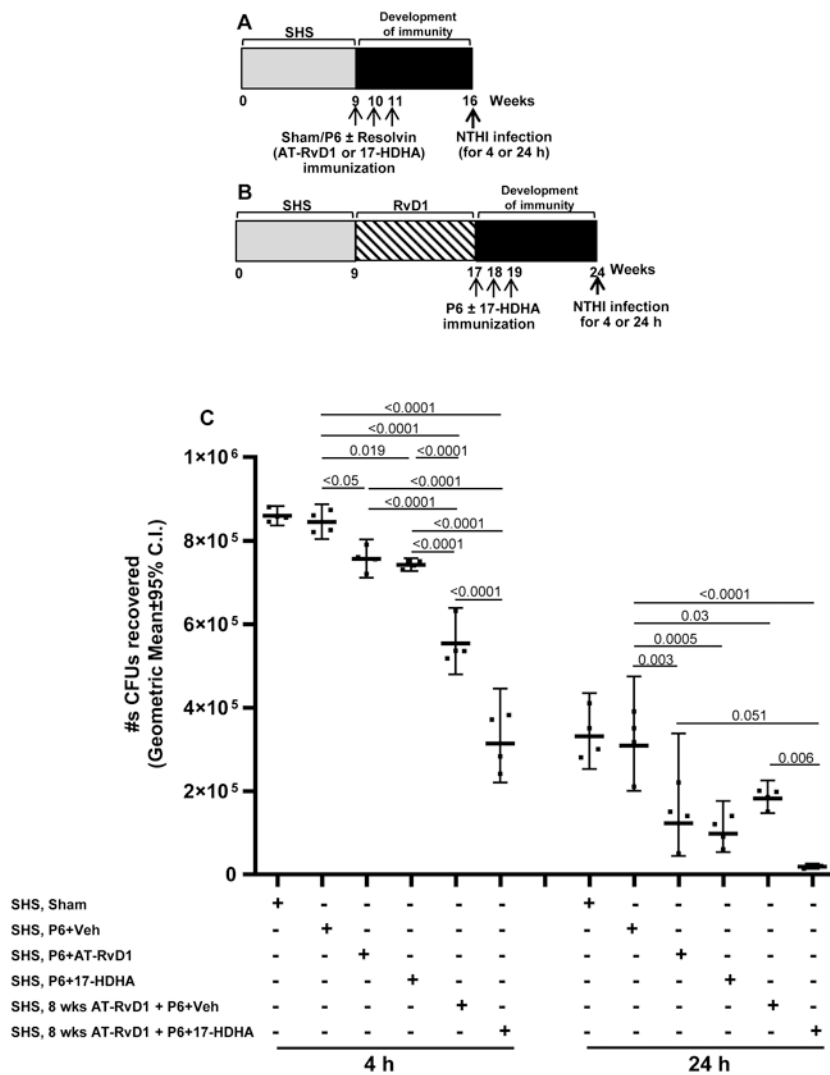 A
SHS
Development
of immunity
0
9
10
11
16
Weeks
Sham/P6 ± Resolvin
(AT-RvD1 or 17-HDHA)
immunization
NTHI infection
(for 4 or 24 h)
B
SHS
RvD1
Development
of immunity
0
9
17
18
19
24
Weeks
P6 ± 17-HDHA
immunization
NTHI infection
for 4 or 24 h
C
#s CFUs recovered
(Geometric Mean±95% C.I.)
1×10⁶
8×10⁵
6×10⁵
4×10⁵
2×10⁵
0
<0.0001
<0.0001
0.019 <0.0001
<0.05 <0.0001
<0.0001
<0.0001
<0.0001
<0.0001
<0.0001
0.03
0.0005
0.003
0.051
0.006
SHS, Sham + - - - - - + - - - - -
SHS, P6+Veh - + - - - - - + - - - -
SHS, P6+AT-RvD1 - - + - - - - - + - - -
SHS, P6+17-HDHA - - - + - - - - - + - -
SHS, 8 wks AT-RvD1 + P6+Veh - - - - + - - - - - + -
SHS, 8 wks AT-RvD1 + P6+17-HDHA - - - - - + - - - - - +
4 h
24 h